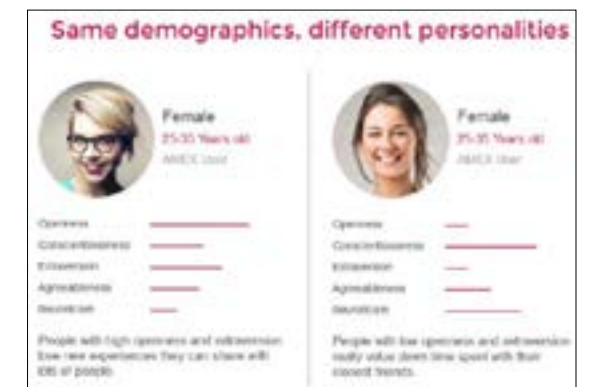 Same demographics, different personalities
Female
25-35 Years old
AMEX User
Openness
Conscientiousness
Extraversion
Agreeableness
Neuroticism
People with high openness and extraversion
love new experiences they can share with
lots of people.
Female
25-35 Years old
AMEX User
Openness
Conscientiousness
Extraversion
Agreeableness
Neuroticism
People with low openness and extraversion
really value down time spent with their
closest friends.